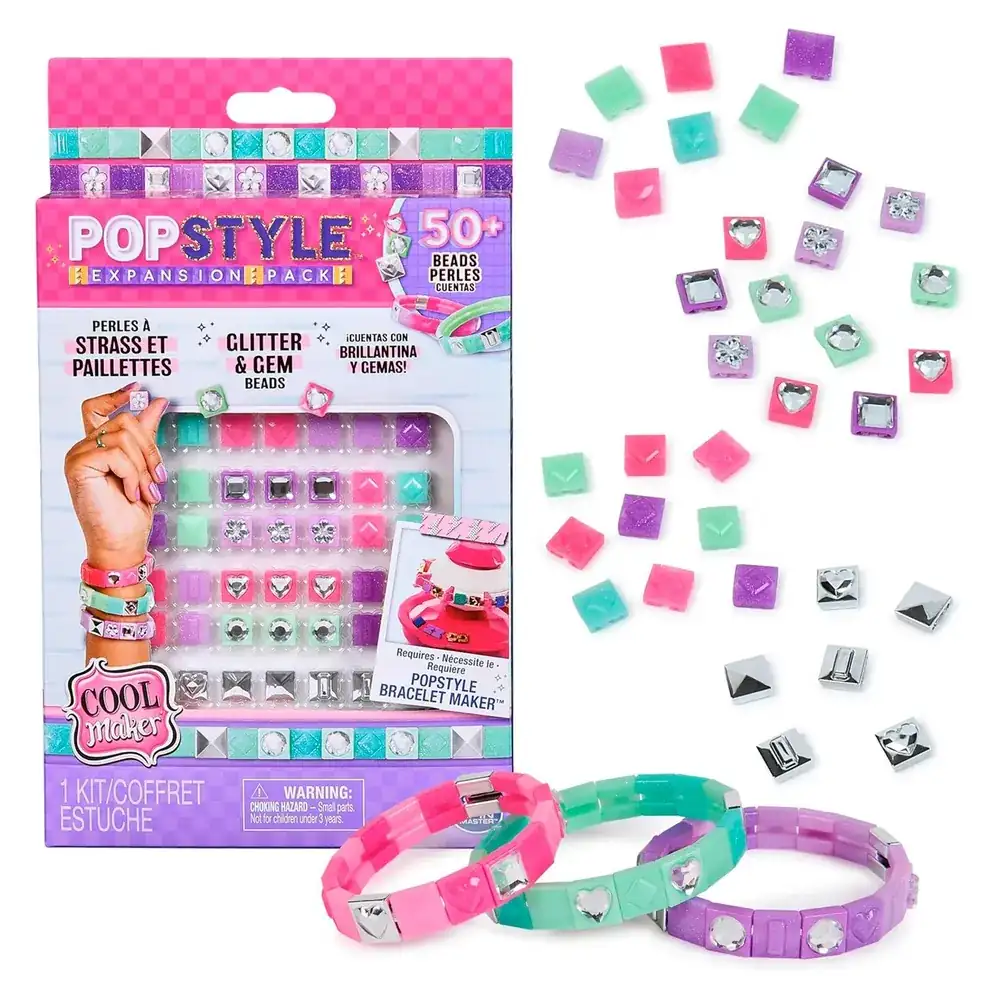 POPSTYLE™
EXPANSION PACK
50+
BEADS
PERLES
CUENTAS
PERLES À
STRASS ET
PAILLETTES
GLITTER
& GEM
BEADS
¡CUENTAS CON
BRILLANTINA
Y GEMAS!
Requires · Nécessite le ·
Requiere
POPSTYLE
BRACELET MAKER™
COOL
maker
1 KIT/COFFRET
ESTUCHE
WARNING:
CHOKING HAZARD – Small parts.
Not for children under 3 years.
MASTER™